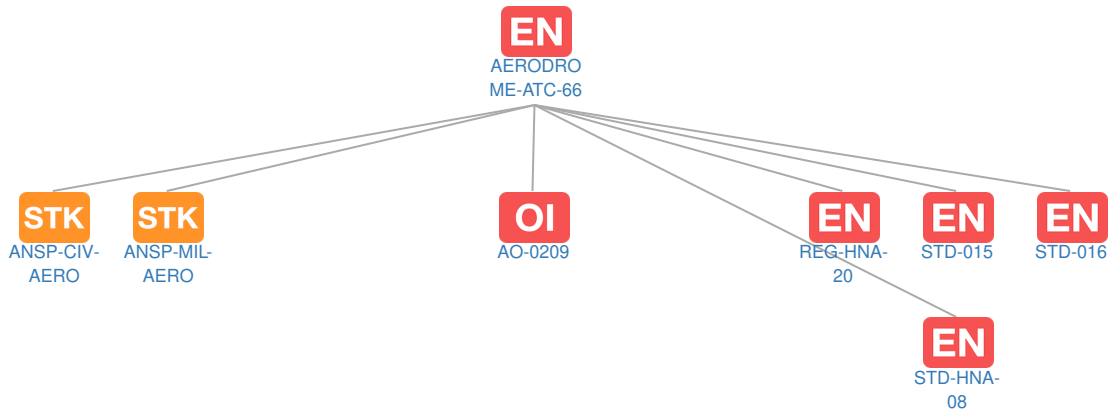 EN
AERODRO
ME-ATC-66
STK
ANSP-CIV-
AERO
STK
ANSP-MIL-
AERO
OI
AO-0209
EN
REG-HNA-
20
EN
STD-015
EN
STD-016
EN
STD-HNA-
08